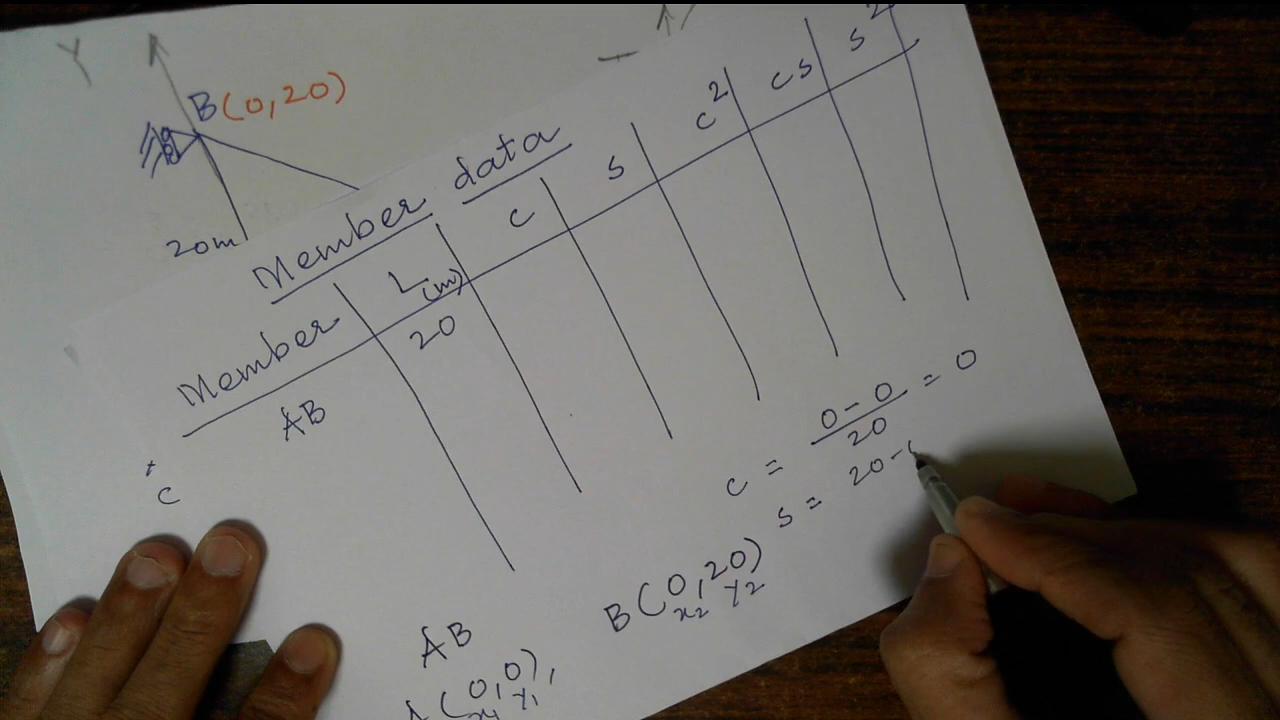 Y
B(0,20)
20m
Member data
Member L(m) c s c² cs s²
AB 20
c
c = 0-0/20 = 0
s = 20-
AB
A(0,0), B(0,20)
x1 y1 x2 y2